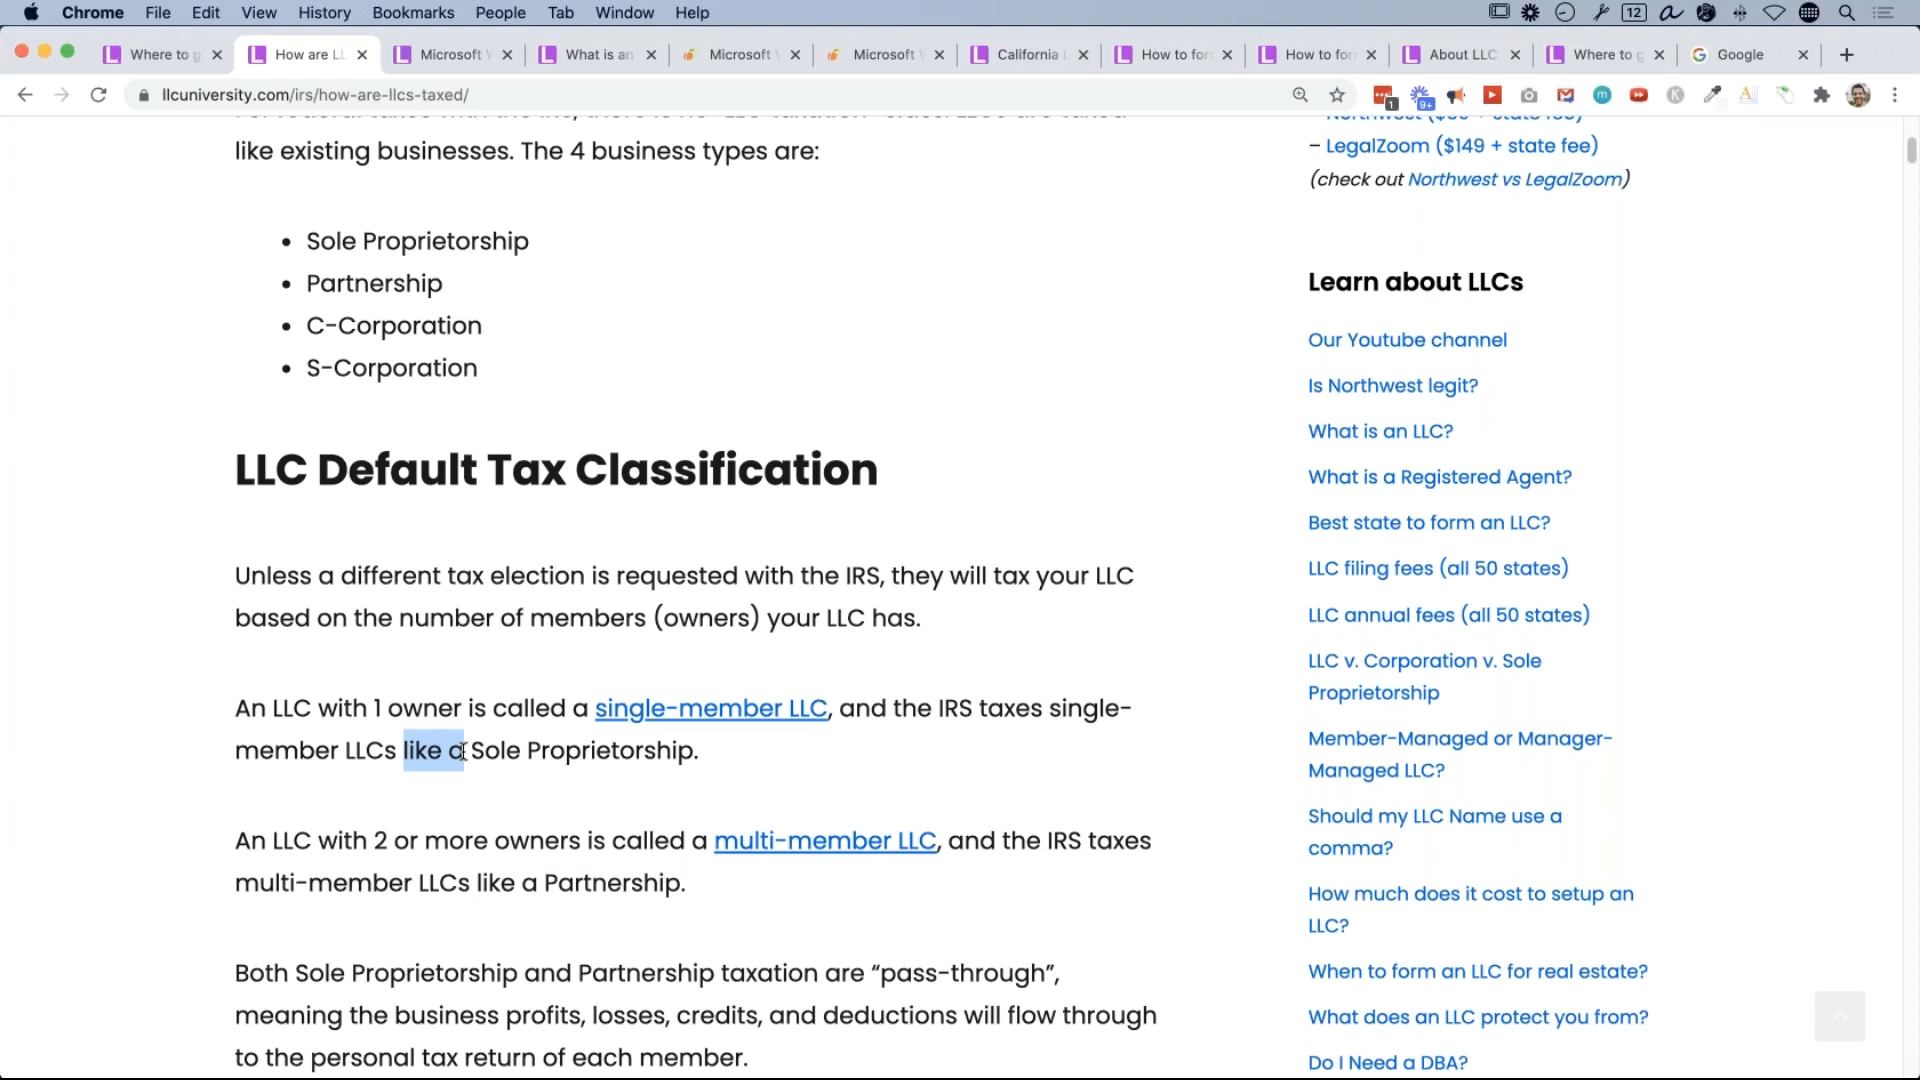 Chrome File Edit View History Bookmarks People Tab Window Help
12
Where to g
How are LL
Microsoft
What is an
Microsoft
Microsoft
California
How to for
How to for
About LLC
Where to g
Google
llcuniversity.com/irs/how-are-llcs-taxed/
1
9+
like existing businesses. The 4 business types are:
• Sole Proprietorship
• Partnership
• C-Corporation
• S-Corporation
LLC Default Tax Classification
Unless a different tax election is requested with the IRS, they will tax your LLC
based on the number of members (owners) your LLC has.
An LLC with 1 owner is called a single-member LLC, and the IRS taxes single-
member LLCs like a Sole Proprietorship.
An LLC with 2 or more owners is called a multi-member LLC, and the IRS taxes
multi-member LLCs like a Partnership.
Both Sole Proprietorship and Partnership taxation are “pass-through”,
meaning the business profits, losses, credits, and deductions will flow through
to the personal tax return of each member.
– LegalZoom ($149 + state fee)
(check out Northwest vs LegalZoom)
Learn about LLCs
Our Youtube channel
Is Northwest legit?
What is an LLC?
What is a Registered Agent?
Best state to form an LLC?
LLC filing fees (all 50 states)
LLC annual fees (all 50 states)
LLC v. Corporation v. Sole
Proprietorship
Member-Managed or Manager-
Managed LLC?
Should my LLC Name use a
comma?
How much does it cost to setup an
LLC?
When to form an LLC for real estate?
What does an LLC protect you from?
Do I Need a DBA?